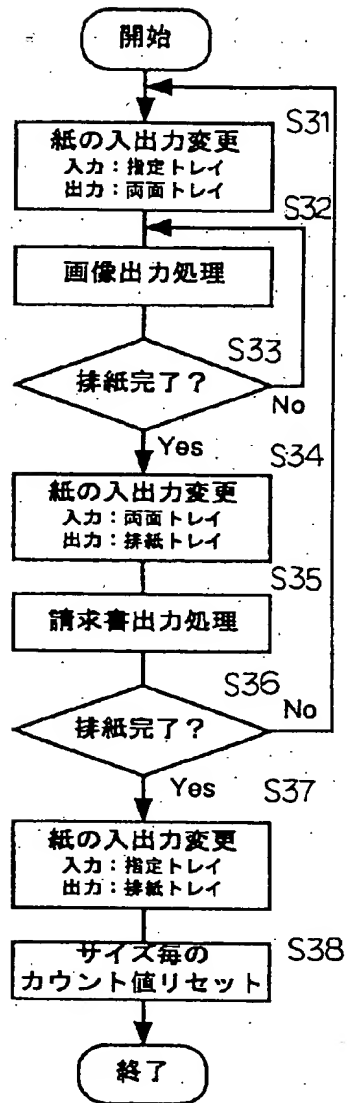 開始
S31
紙の入出力変更
入力：指定トレイ
出力：両面トレイ
S32
画像出力処理
S33
排紙完了？
No
Yes
S34
紙の入出力変更
入力：両面トレイ
出力：排紙トレイ
S35
請求書出力処理
S36
排紙完了？
No
Yes
S37
紙の入出力変更
入力：指定トレイ
出力：排紙トレイ
S38
サイズ毎の
カウント値リセット
終了